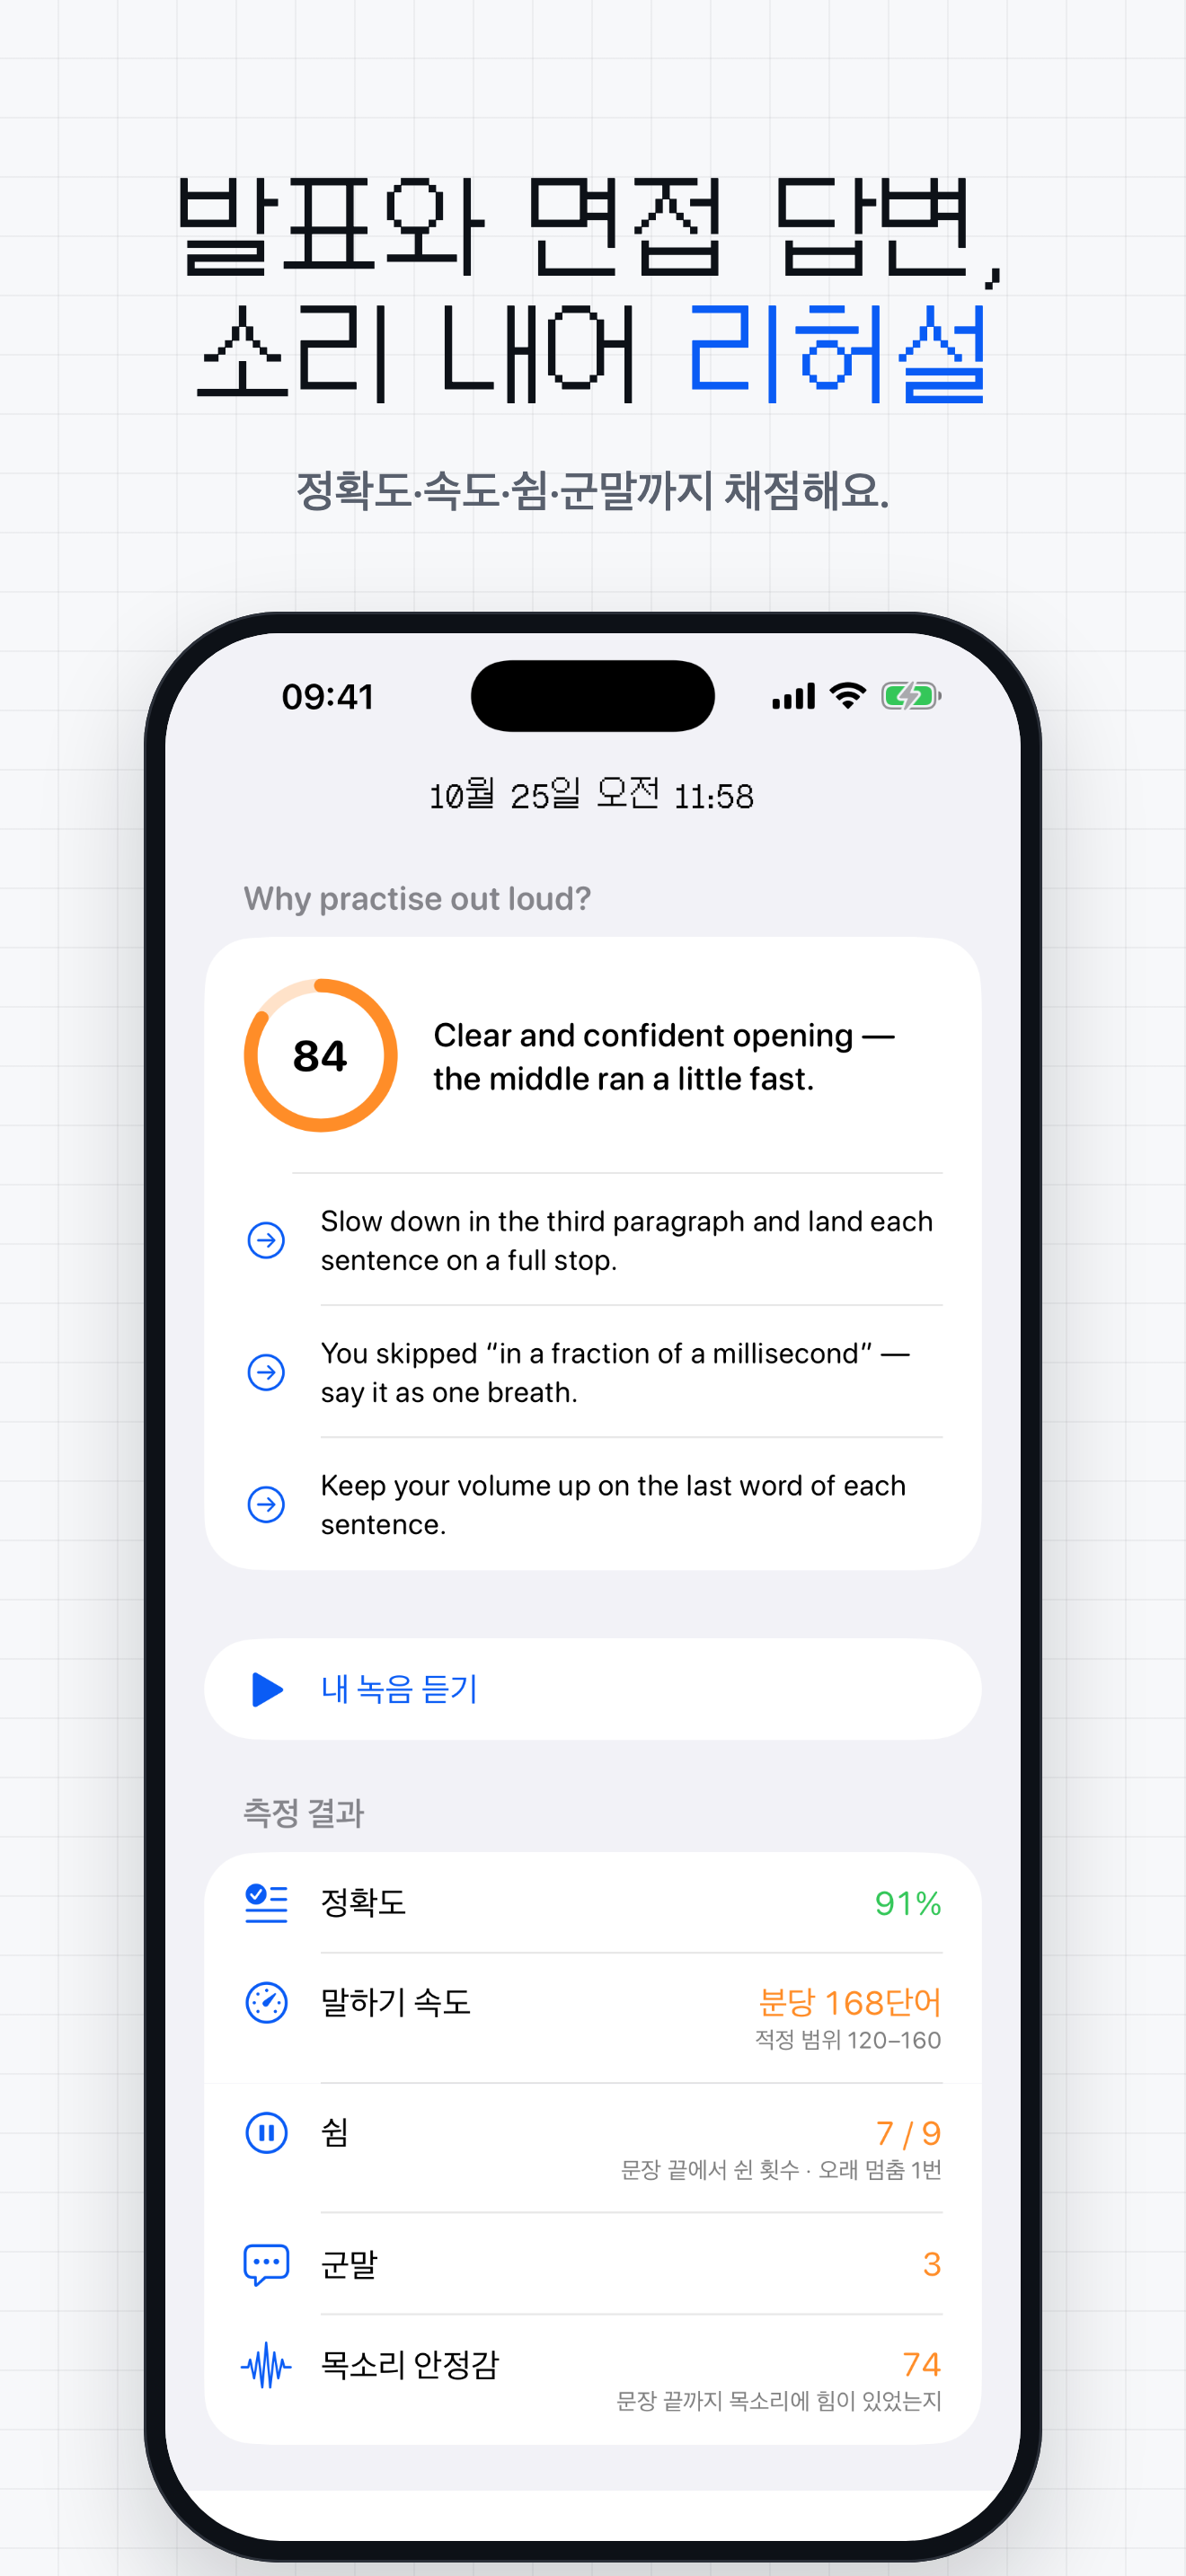 발표와 면접 답변,
소리 내어 리허설
정확도·속도·쉼·군말까지 채점해요.
09:41
10월 25일 오전 11:58
Why practise out loud?
84
Clear and confident opening —
the middle ran a little fast.
Slow down in the third paragraph and land each
sentence on a full stop.
You skipped “in a fraction of a millisecond” —
say it as one breath.
Keep your volume up on the last word of each
sentence.
내 녹음 듣기
측정 결과
정확도 91%
말하기 속도 분당 168단어
적정 범위 120–160
쉼 7 / 9
문장 끝에서 쉰 횟수 · 오래 멈춤 1번
군말 3
목소리 안정감 74
문장 끝까지 목소리에 힘이 있었는지